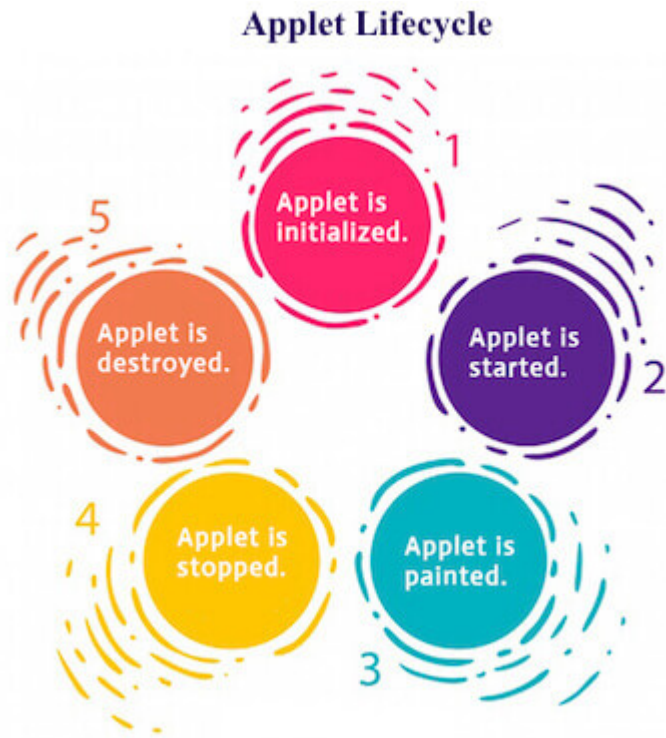 Applet Lifecycle
1
Applet is
initialized.
2
Applet is
started.
3
Applet is
painted.
4
Applet is
stopped.
5
Applet is
destroyed.